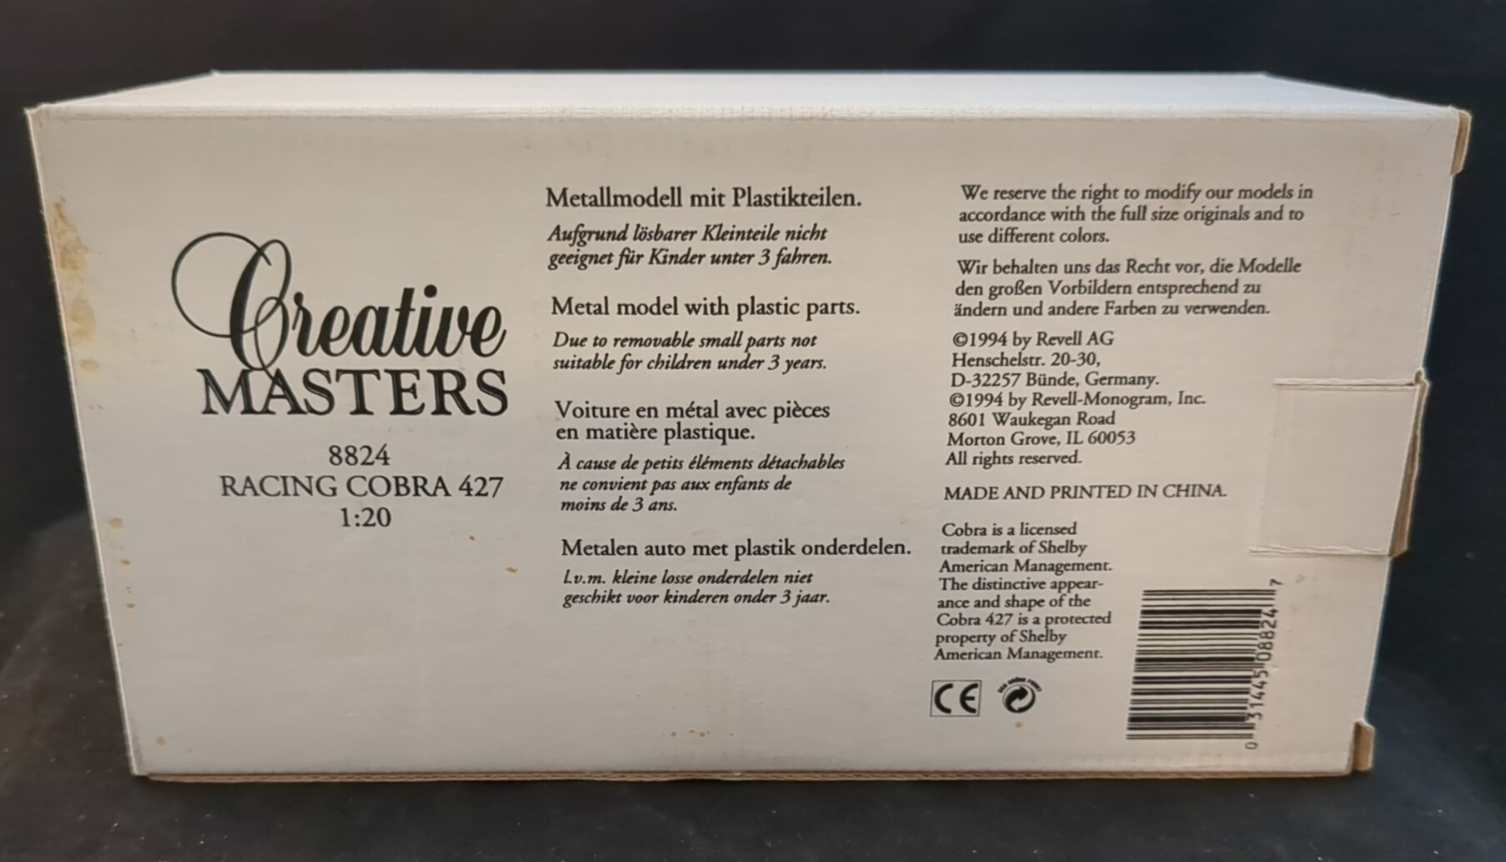 Creative
MASTERS
8824
RACING COBRA 427
1:20
Metallmodell mit Plastikteilen.
Aufgrund lösbarer Kleinteile nicht
geeignet für Kinder unter 3 fahren.
Metal model with plastic parts.
Due to removable small parts not
suitable for children under 3 years.
Voiture en métal avec pièces
en matière plastique.
À cause de petits éléments détachables
ne convient pas aux enfants de
moins de 3 ans.
Metalen auto met plastik onderdelen.
I.v.m. kleine losse onderdelen niet
geschikt voor kinderen onder 3 jaar.
We reserve the right to modify our models in
accordance with the full size originals and to
use different colors.
Wir behalten uns das Recht vor, die Modelle
den großen Vorbildern entsprechend zu
ändern und andere Farben zu verwenden.
©1994 by Revell AG
Henschelstr. 20-30,
D-32257 Bünde, Germany.
©1994 by Revell-Monogram, Inc.
8601 Waukegan Road
Morton Grove, IL 60053
All rights reserved.
MADE AND PRINTED IN CHINA.
Cobra is a licensed
trademark of Shelby
American Management.
The distinctive appear-
ance and shape of the
Cobra 427 is a protected
property of Shelby
American Management.
CE
0 31445 08824 7